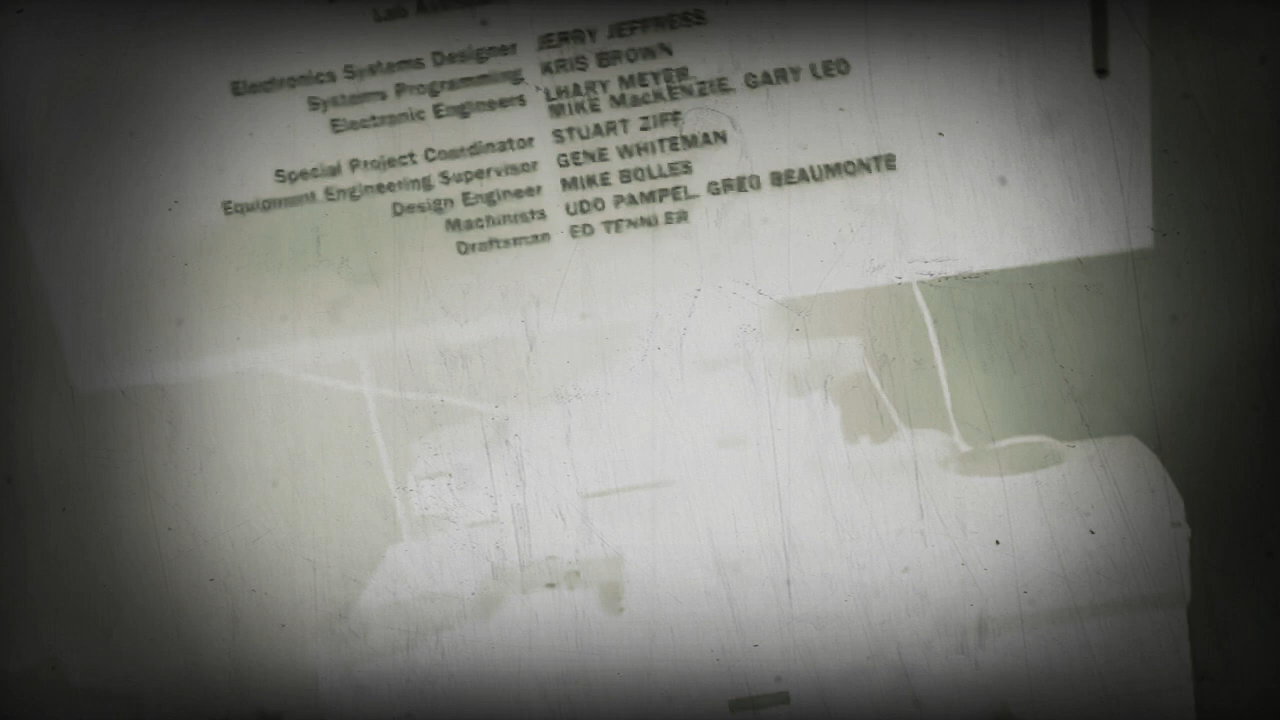 Electronics Systems Designer JERRY JEFFRESS
Systems Programming KRIS BROWN
Electronic Engineers LHARY MEYER,
MIKE MacKENZIE, GARY LEO
Special Project Coordinator STUART ZIFF
Equipment Engineering Supervisor GENE WHITEMAN
Design Engineer MIKE BOLLES
Machinists UDO PAMPEL, GREG BEAUMONTE
Draftsman ED TENNLER